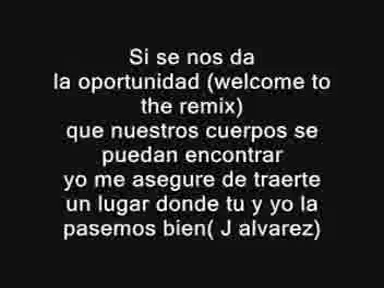 Si se nos da
la oportunidad (welcome to
the remix)
que nuestros cuerpos se
puedan encontrar
yo me asegure de traerte
un lugar donde tu y yo la
pasemos bien( J alvarez)